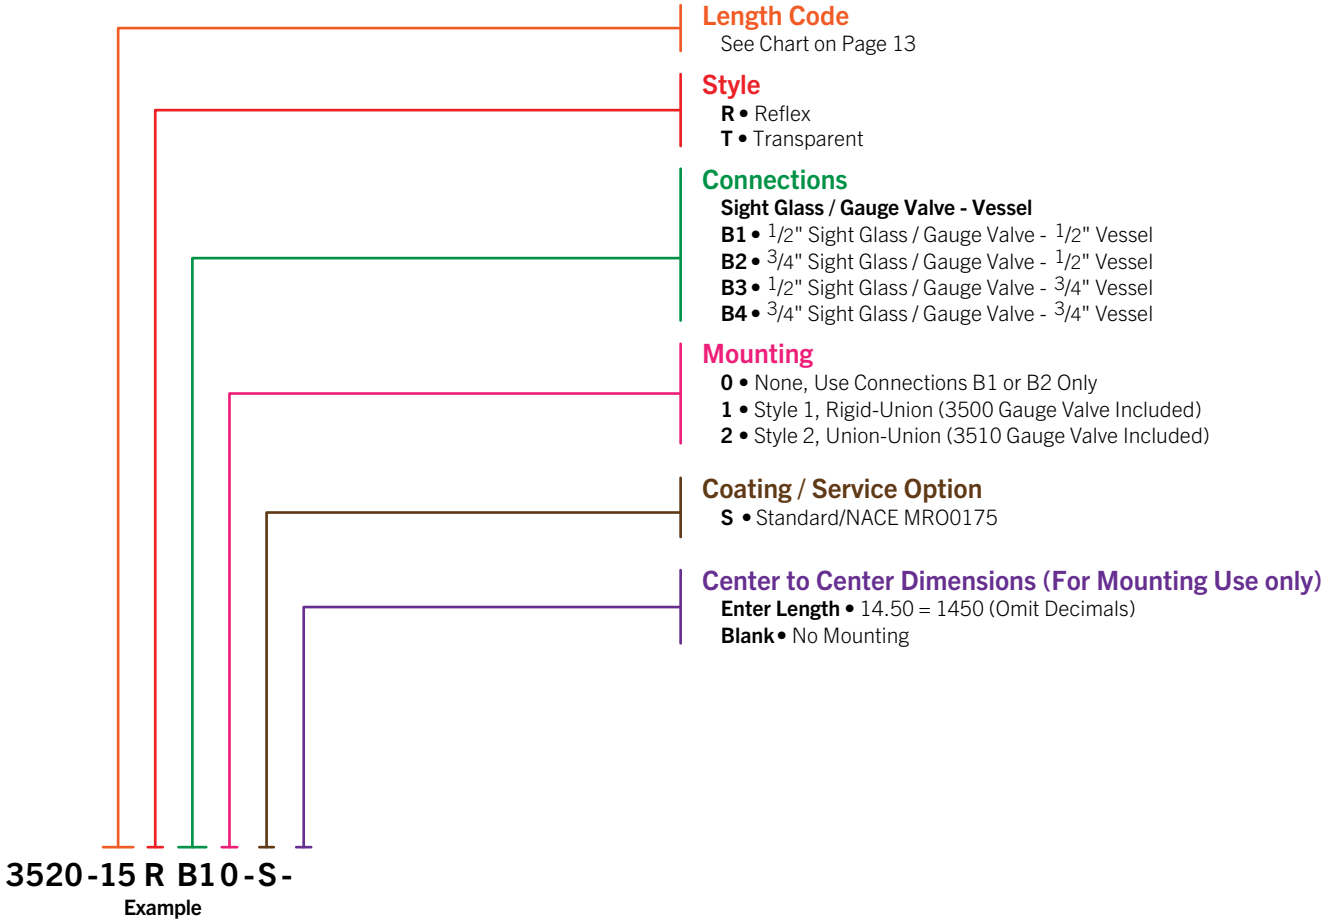 Length Code
See Chart on Page 13
Style
R • Reflex
T • Transparent
Connections
Sight Glass / Gauge Valve - Vessel
B1 • 1/2" Sight Glass / Gauge Valve - 1/2" Vessel
B2 • 3/4" Sight Glass / Gauge Valve - 1/2" Vessel
B3 • 1/2" Sight Glass / Gauge Valve - 3/4" Vessel
B4 • 3/4" Sight Glass / Gauge Valve - 3/4" Vessel
Mounting
0 • None, Use Connections B1 or B2 Only
1 • Style 1, Rigid-Union (3500 Gauge Valve Included)
2 • Style 2, Union-Union (3510 Gauge Valve Included)
Coating / Service Option
S • Standard/NACE MRO0175
Center to Center Dimensions (For Mounting Use only)
Enter Length • 14.50 = 1450 (Omit Decimals)
Blank • No Mounting
3520-15 R B10-S-
Example